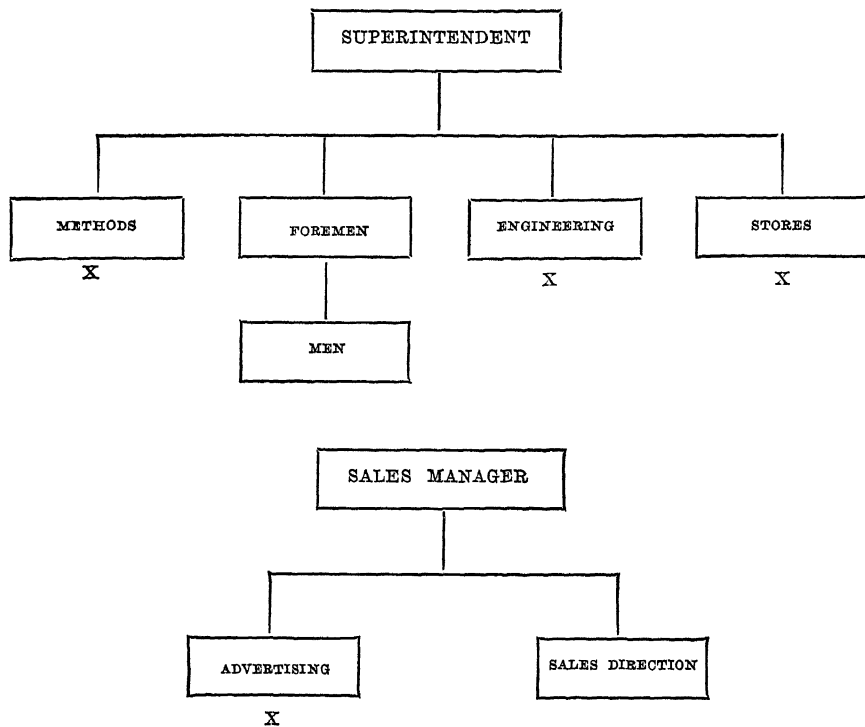 SUPERINTENDENT
METHODS
FOREMEN
ENGINEERING
STORES
X
X
X
MEN
SALES MANAGER
ADVERTISING
SALES DIRECTION
X